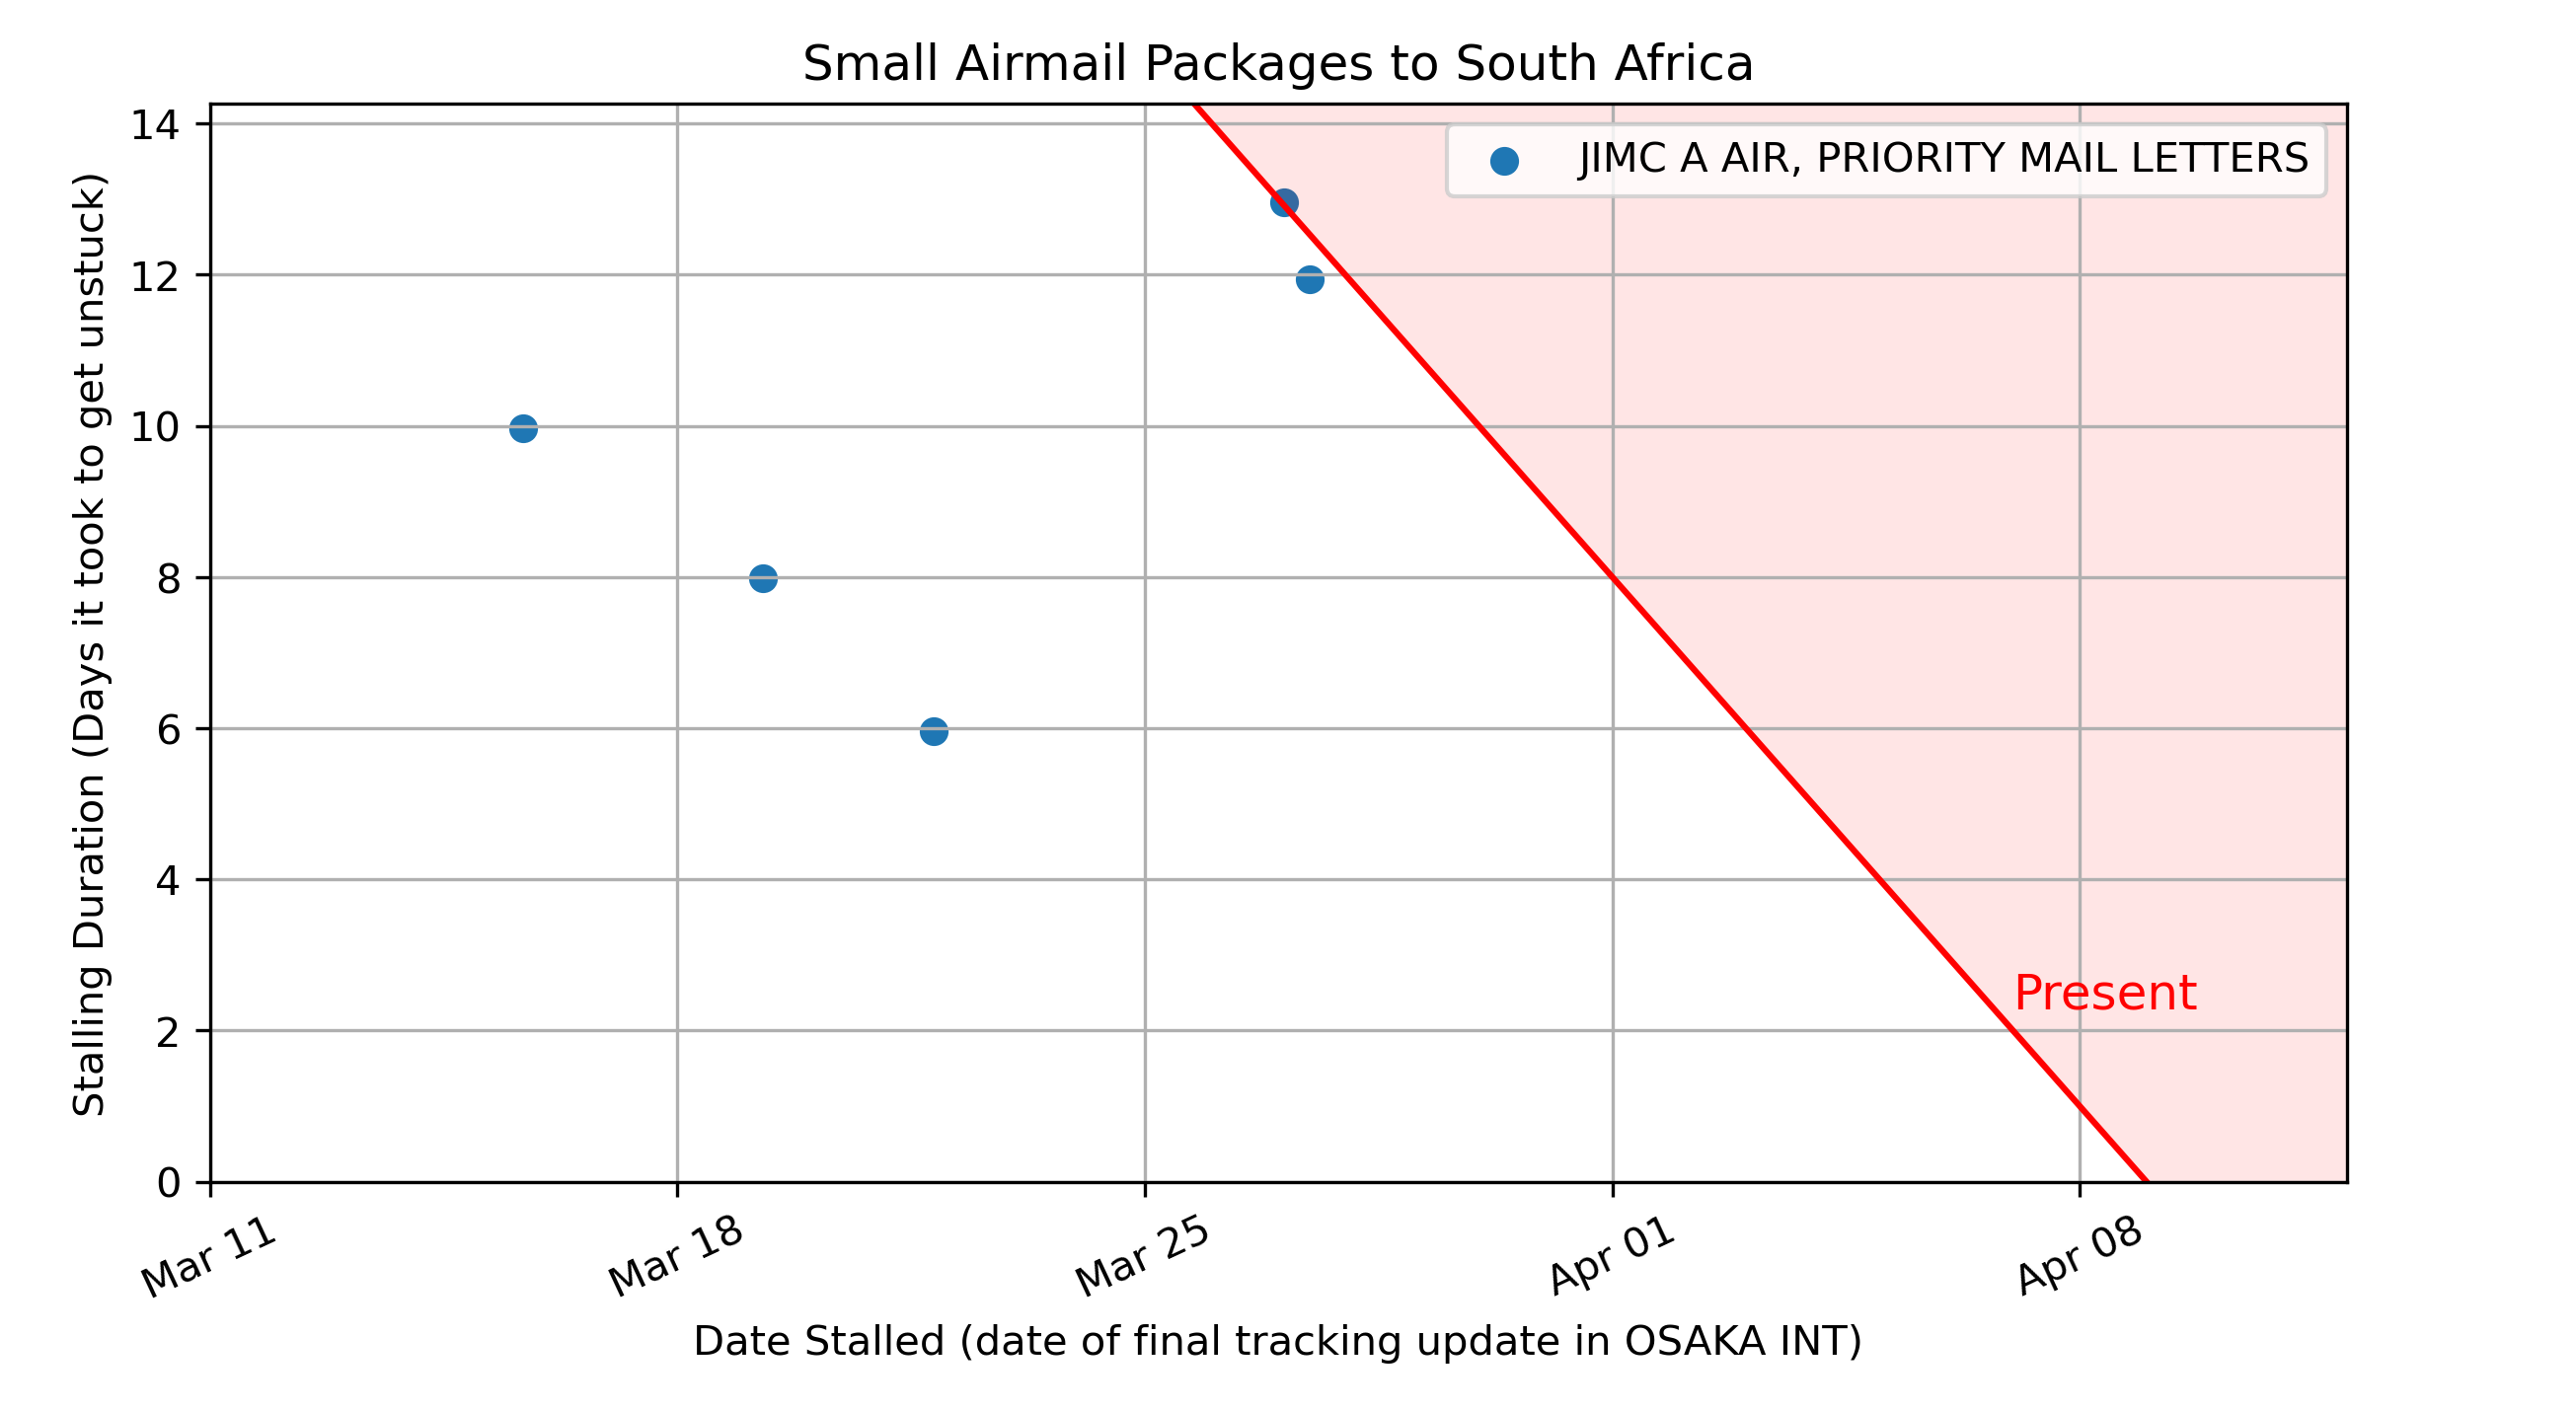 Small Airmail Packages to South Africa
JIMC A AIR, PRIORITY MAIL LETTERS
Stalling Duration (Days it took to get unstuck)
14
12
10
8
6
4
2
0
Present
Mar 11
Mar 18
Mar 25
Apr 01
Apr 08
Date Stalled (date of final tracking update in OSAKA INT)